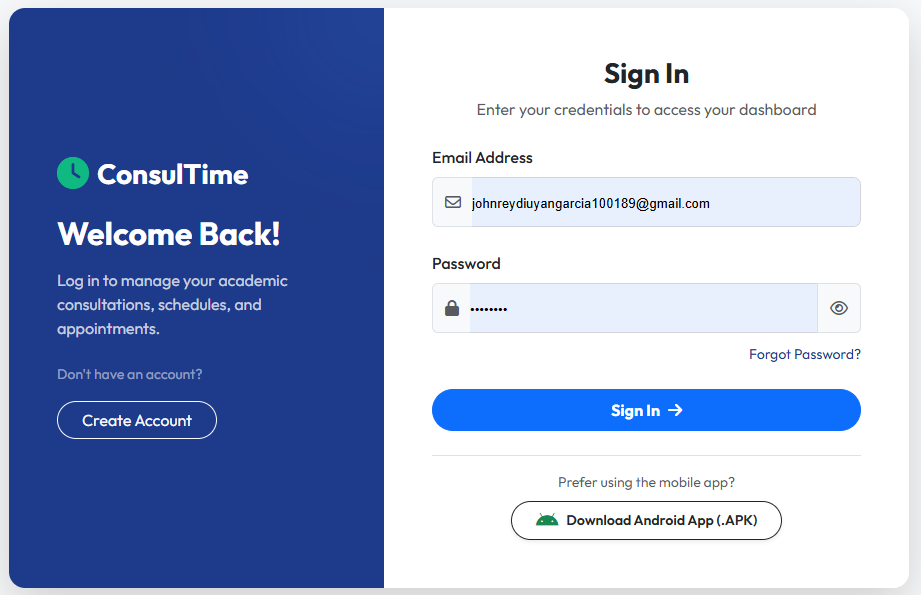 ConsulTime
Welcome Back!
Log in to manage your academic
consultations, schedules, and
appointments.
Don't have an account?
Create Account
Sign In
Enter your credentials to access your dashboard
Email Address
johnreydiuyangarcia100189@gmail.com
Password
••••••••
Forgot Password?
Sign In →
Prefer using the mobile app?
Download Android App (.APK)